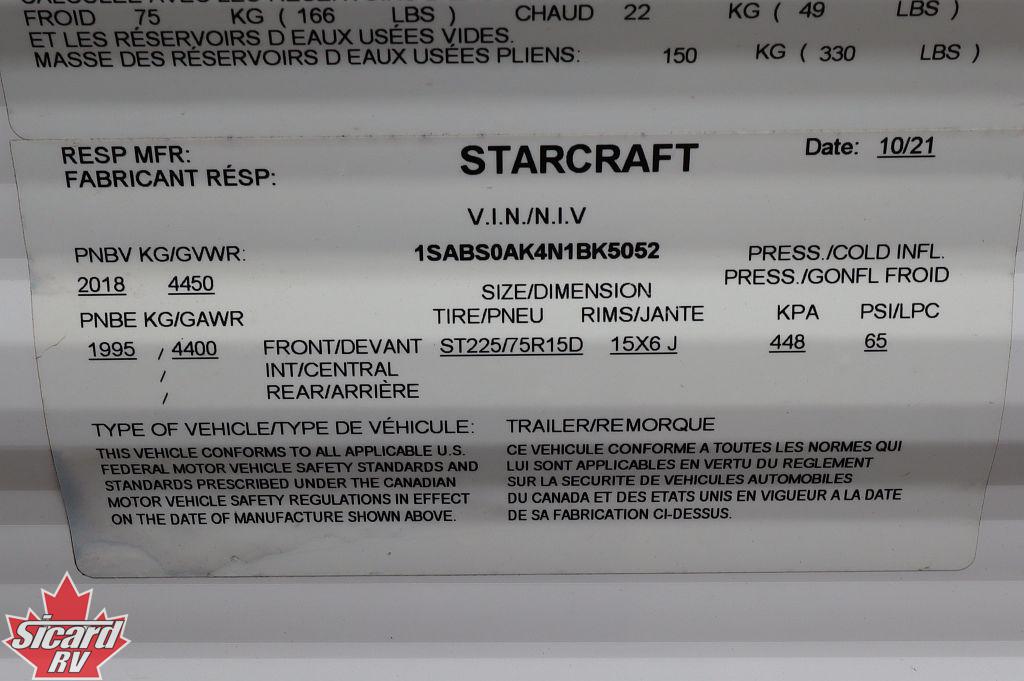 FROID 75 KG ( 166 LBS ) CHAUD 22 KG ( 49 LBS )
ET LES RÉSERVOIRS D EAUX USÉES VIDES.
MASSE DES RÉSERVOIRS D EAUX USÉES PLIENS: 150 KG ( 330 LBS )
RESP MFR: STARCRAFT Date: 10/21
FABRICANT RÉSP:
V.I.N./N.I.V
PNBV KG/GVWR: 1SABS0AK4N1BK5052 PRESS./COLD INFL.
2018 4450 SIZE/DIMENSION PRESS./GONFL FROID
PNBE KG/GAWR TIRE/PNEU RIMS/JANTE KPA PSI/LPC
1995 / 4400 FRONT/DEVANT ST225/75R15D 15X6 J 448 65
/ INT/CENTRAL
/ REAR/ARRIÈRE
TYPE OF VEHICLE/TYPE DE VÉHICULE: TRAILER/REMORQUE
THIS VEHICLE CONFORMS TO ALL APPLICABLE U.S.
FEDERAL MOTOR VEHICLE SAFETY STANDARDS AND
STANDARDS PRESCRIBED UNDER THE CANADIAN
MOTOR VEHICLE SAFETY REGULATIONS IN EFFECT
ON THE DATE OF MANUFACTURE SHOWN ABOVE.
CE VEHICULE CONFORME A TOUTES LES NORMES QUI
LUI SONT APPLICABLES EN VERTU DU REGLEMENT
SUR LA SECURITE DE VEHICULES AUTOMOBILES
DU CANADA ET DES ETATS UNIS EN VIGUEUR A LA DATE
DE SA FABRICATION CI-DESSUS.
Sicard
RV